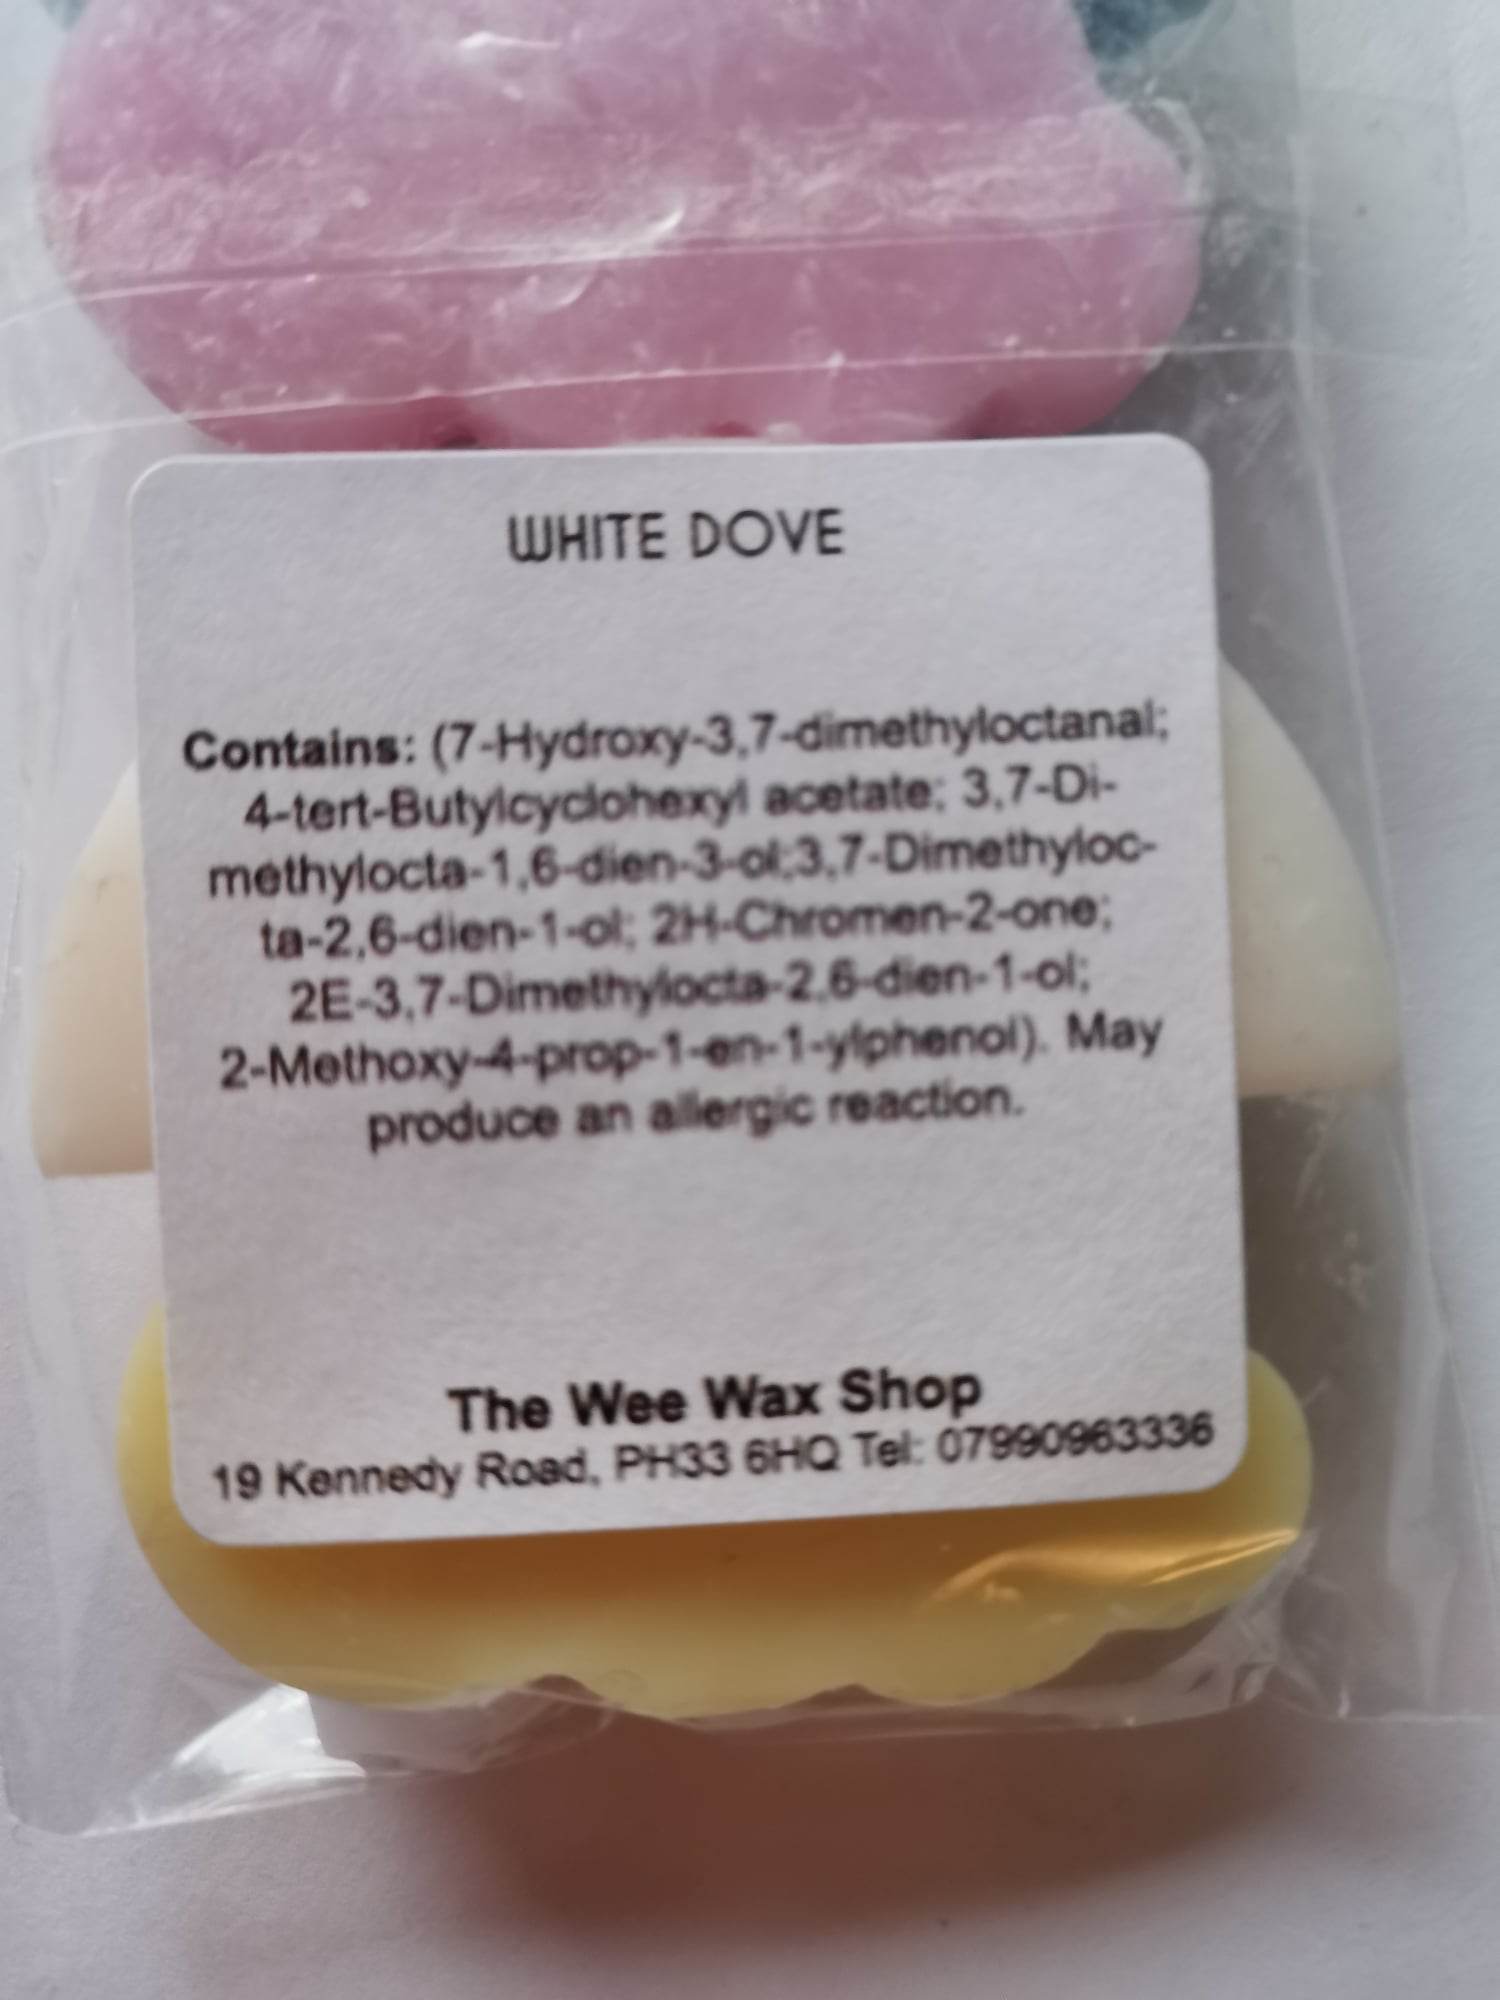 WHITE DOVE
Contains: (7-Hydroxy-3,7-dimethyloctanal;
4-tert-Butylcyclohexyl acetate; 3,7-Di-
methylocta-1,6-dien-3-ol;3,7-Dimethyloc-
ta-2,6-dien-1-ol; 2H-Chromen-2-one;
2E-3,7-Dimethylocta-2,6-dien-1-ol;
2-Methoxy-4-prop-1-en-1-ylphenol). May
produce an allergic reaction.
The Wee Wax Shop
19 Kennedy Road, PH33 6HQ Tel: 07990963336